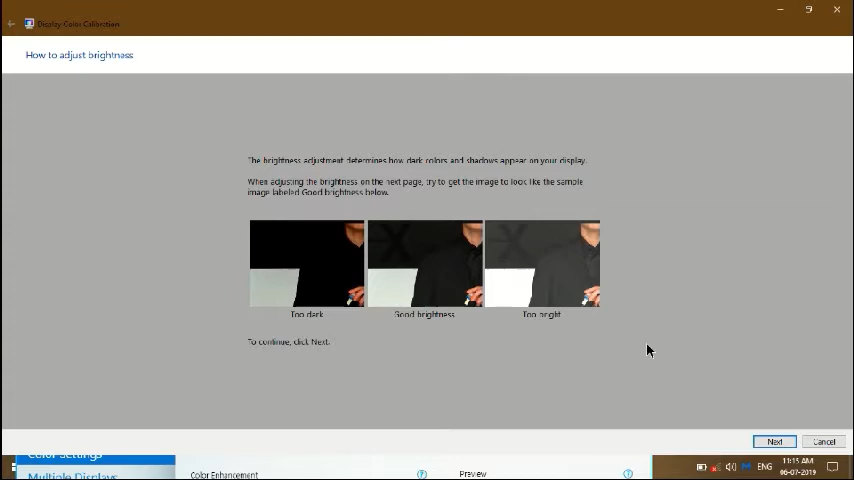 Display Color Calibration
How to adjust brightness
The brightness adjustment determines how dark colors and shadows appear on your display.
When adjusting the brightness on the next page, try to get the image to look like the sample
image labeled Good brightness below.
Too dark
Good brightness
Too bright
To continue, click Next.
Next
Cancel
Color Settings
Multiple Displays
Color Enhancement
Preview
ENG
11:15 AM
06-07-2019